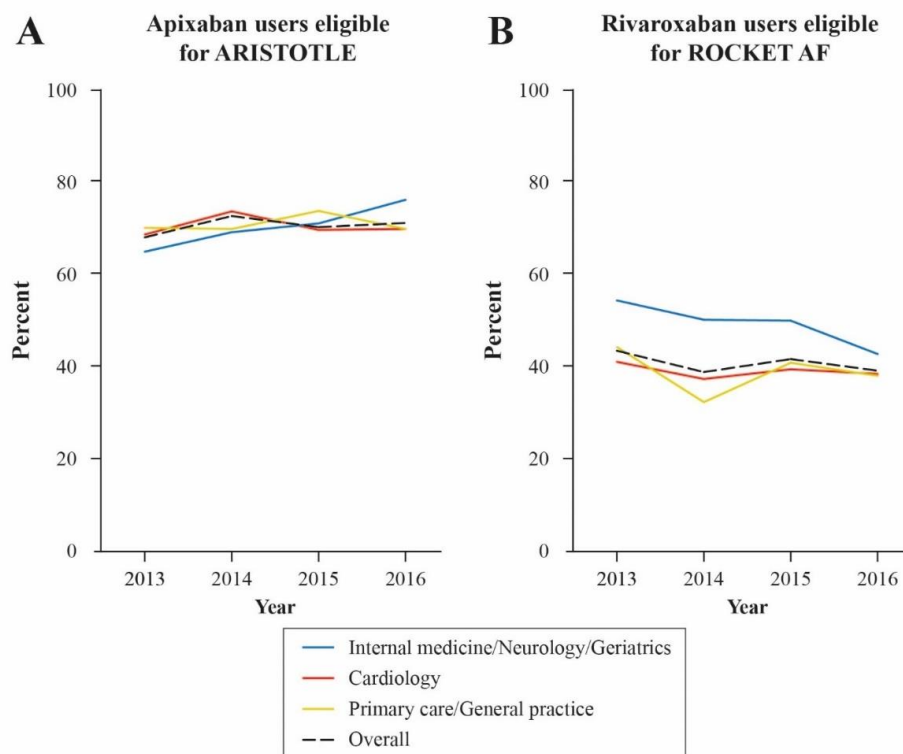 A
Apixaban users eligible
for ARISTOTLE
100
80
60
40
20
0
Percent
2013
2014
2015
2016
Year
B
Rivaroxaban users eligible
for ROCKET AF
100
80
60
40
20
0
Percent
2013
2014
2015
2016
Year
Internal medicine/Neurology/Geriatrics
Cardiology
Primary care/General practice
Overall